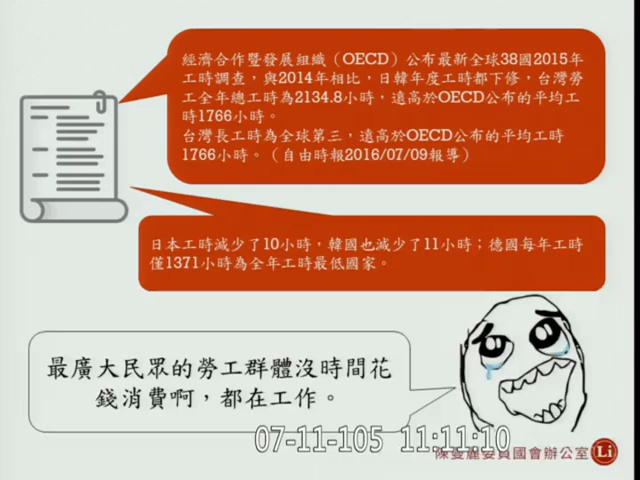 經濟合作暨發展組織（OECD）公布最新全球38國2015年
工時調查，與2014年相比，日韓年度工時都下修，台灣勞
工全年總工時為2134.8小時，遠高於OECD公布的平均工
時1766小時。
台灣長工時為全球第三，遠高於OECD公布的平均工時
1766小時。（自由時報2016/07/09報導）
日本工時減少了10小時，韓國也減少了11小時；德國每年工時
僅1371小時為全年工時最低國家。
最廣大民眾的勞工群體沒時間花
錢消費啊，都在工作。
07-11-105 11:11:10
陳曼麗委員國會辦公室 Li